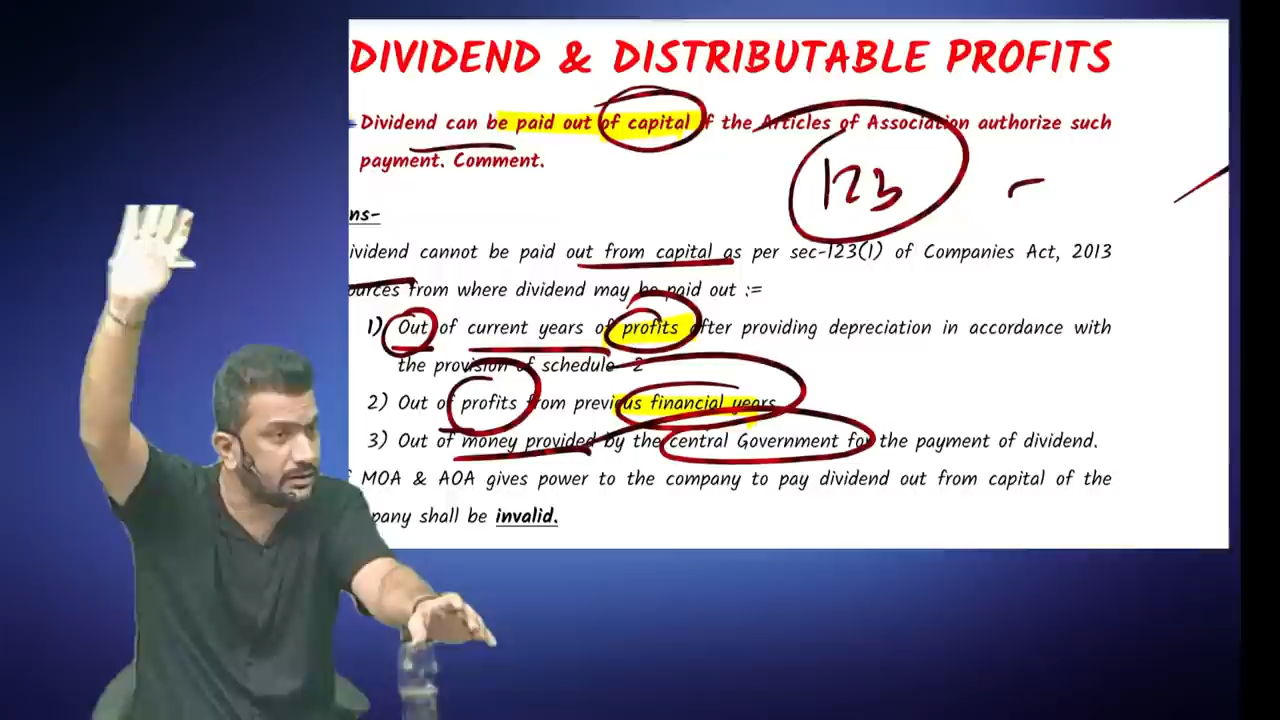 DIVIDEND & DISTRIBUTABLE PROFITS
Dividend can be paid out of capital if the Articles of Association authorize such
payment. Comment.
123
ns-
ividend cannot be paid out from capital as per sec-123(1) of Companies Act, 2013
ources from where dividend may be paid out :=
1) Out of current years of profits after providing depreciation in accordance with
the provision of schedule-2
2) Out of profits from previous financial years
3) Out of money provided by the central Government for the payment of dividend.
f MOA & AOA gives power to the company to pay dividend out from capital of the
pany shall be invalid.